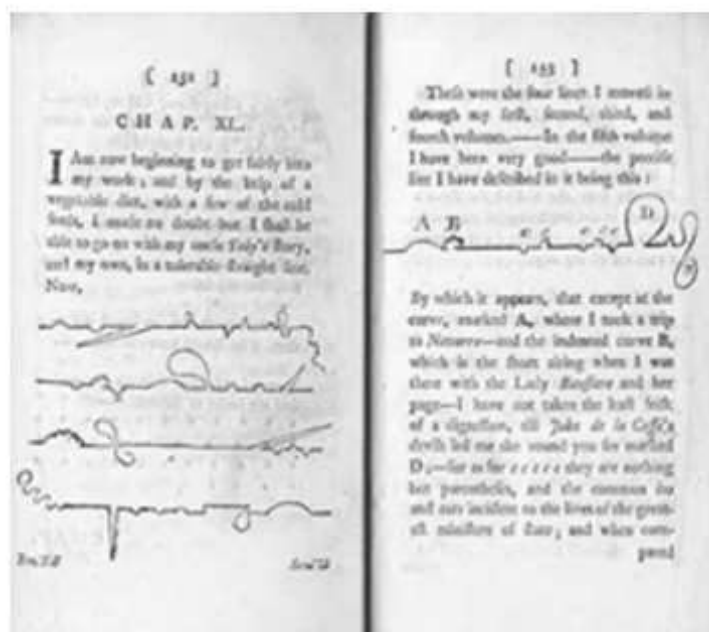 [ 152 ]
C H A P. XL.
I Am now beginning to get fairly into
my work; and by the help of a
vegetable diet, with a few of the cold
seeds, I make no doubt but I shall be
able to go on with my uncle Toby's story,
and my own, in a tolerable straight line.
Now,
[ 153 ]
These were the four lines I moved in
through my first, second, third, and
fourth volumes.——In the fifth volume
I have been very good——the precise
line I have described in it being this:
A B c c c c c D
By which it appears, that except at the
curve, marked A, where I took a trip
to Navarre—and the indented curve B,
which is the short airing when I was
there with the Lady Baussiere and her
page—I have not taken the least frisk
of a digression, till John de la Casse's
devils led me the round you see marked
D.—for as for c c c c c they are nothing
but parentheses, and the common ins
and outs incident to the lives of the great-
est ministers of state; and when com-
pared